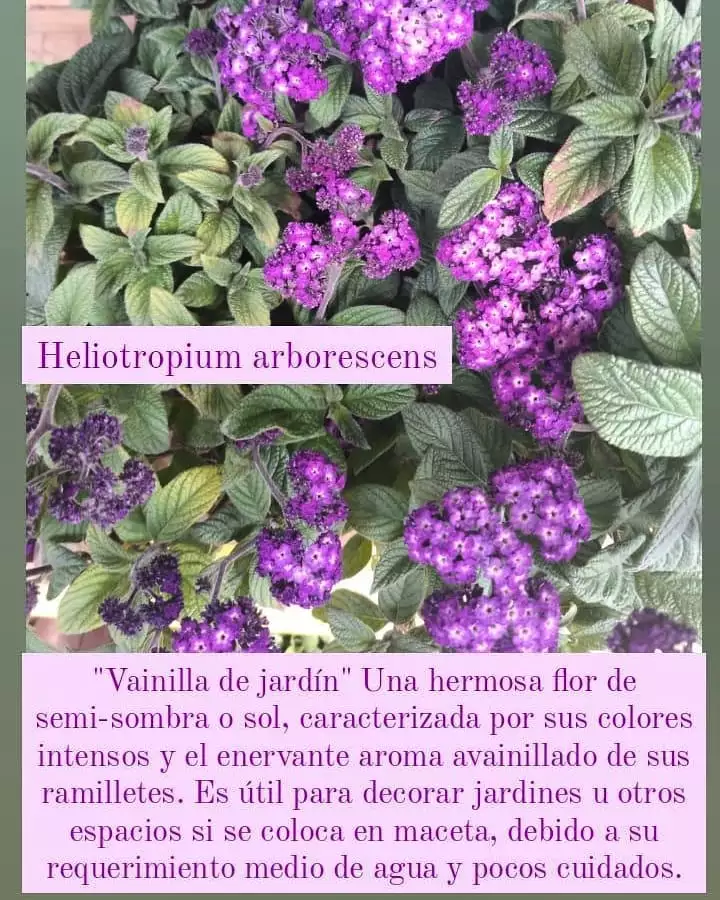 Heliotropium arborescens
"Vainilla de jardín" Una hermosa flor de
semi-sombra o sol, caracterizada por sus colores
intensos y el enervante aroma avainillado de sus
ramilletes. Es útil para decorar jardines u otros
espacios si se coloca en maceta, debido a su
requerimiento medio de agua y pocos cuidados.